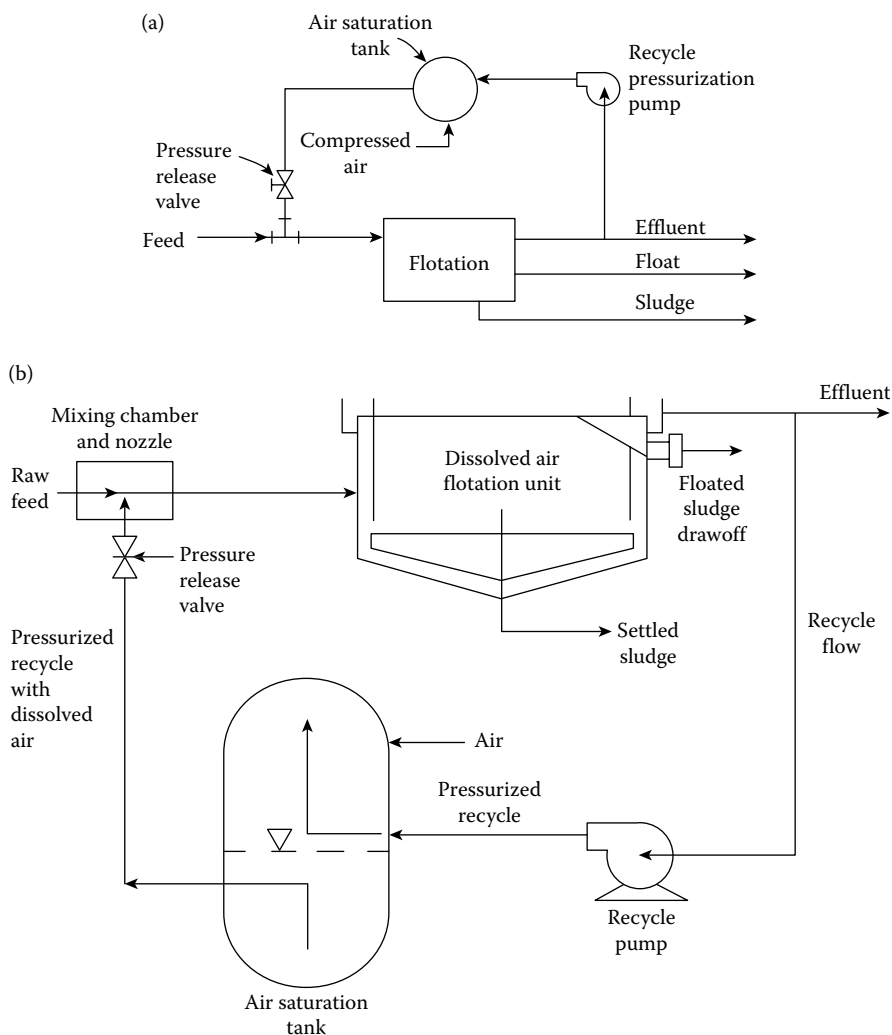 (a)
Air saturation
tank
Recycle
pressurization
pump
Compressed
air
Pressure
release
valve
Feed
Flotation
Effluent
Float
Sludge
(b)
Mixing chamber
and nozzle
Effluent
Raw
feed
Dissolved air
flotation unit
Floated
sludge
drawoff
Pressure
release
valve
Settled
sludge
Recycle
flow
Pressurized
recycle
with
dissolved
air
Air
Pressurized
recycle
Recycle
pump
Air saturation
tank